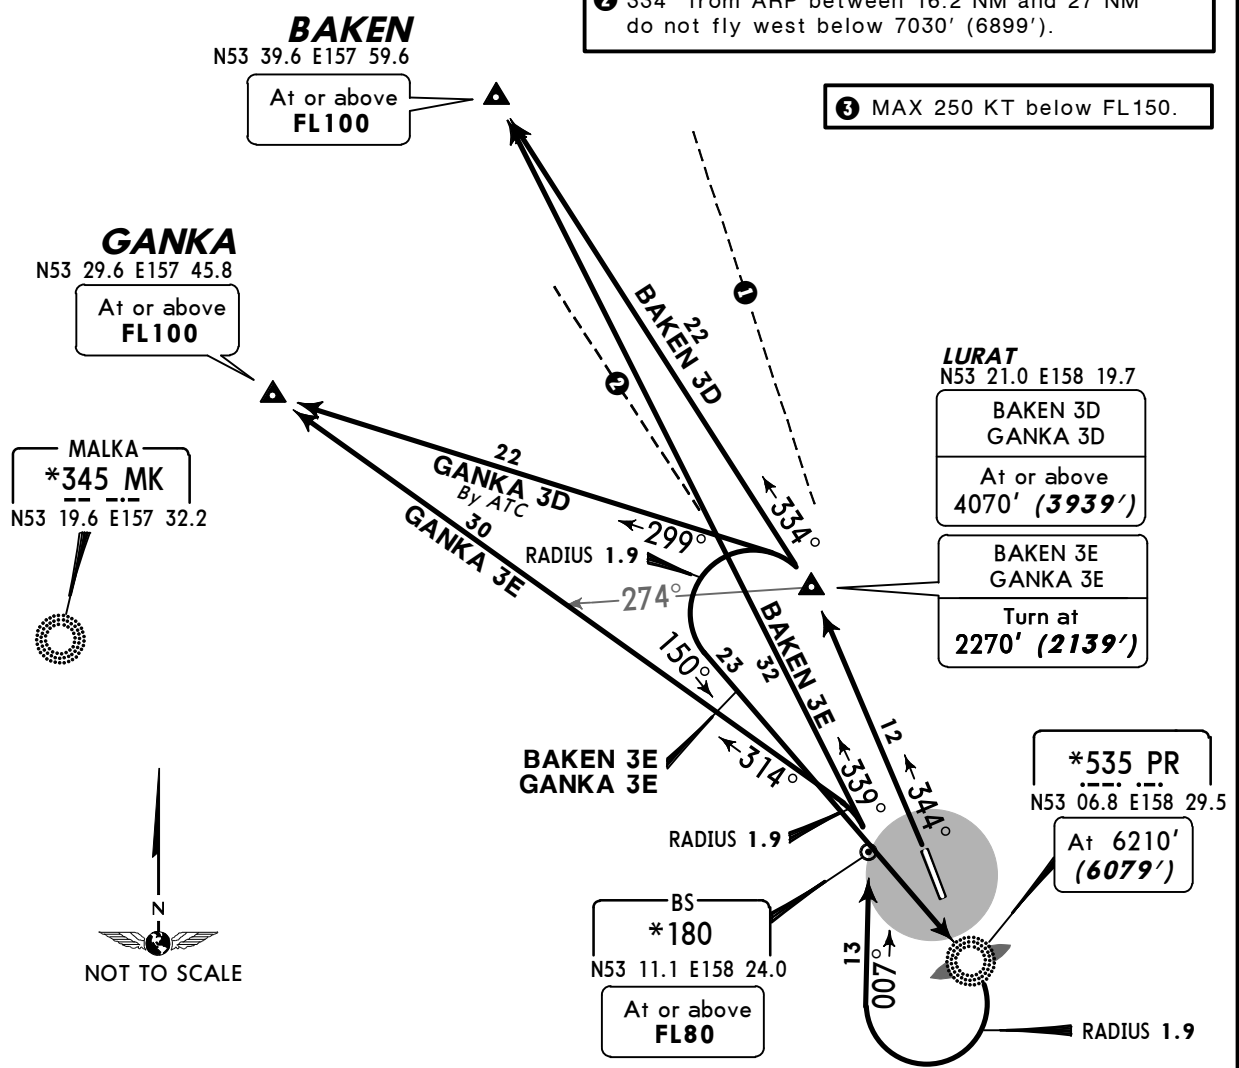 ❷ 334° from ARP between 16.2 NM and 27 NM
do not fly west below 7030' (6899').
❸ MAX 250 KT below FL150.
BAKEN
N53 39.6 E157 59.6
At or above
FL100
GANKA
N53 29.6 E157 45.8
At or above
FL100
MALKA
*345 MK
N53 19.6 E157 32.2
❶
❷
22
BAKEN 3D
334°
22
GANKA 3D
By ATC
299°
30
GANKA 3E
RADIUS 1.9
274°
LURAT
N53 21.0 E158 19.7
BAKEN 3D
GANKA 3D
At or above
4070' (3939')
BAKEN 3E
GANKA 3E
Turn at
2270' (2139')
150°
23
32
BAKEN 3E
339°
314°
BAKEN 3E
GANKA 3E
12
344°
RADIUS 1.9
*535 PR
N53 06.8 E158 29.5
At 6210'
(6079')
BS
*180
N53 11.1 E158 24.0
At or above
FL80
13
007°
RADIUS 1.9
N
NOT TO SCALE